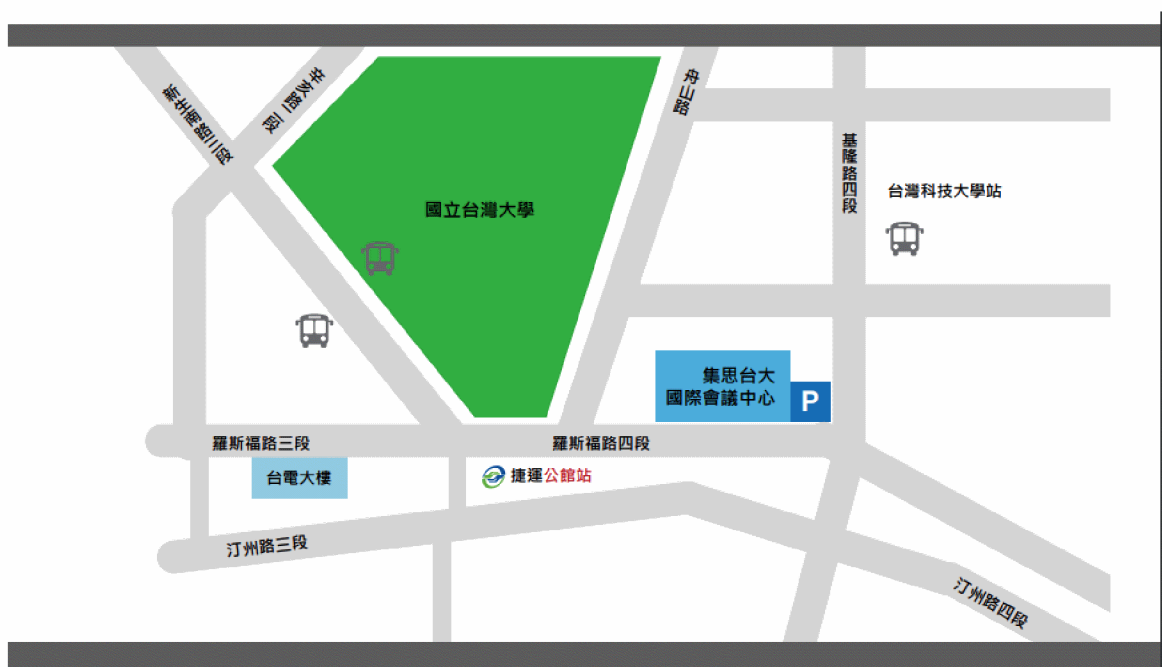 新生南路三段
辛亥路一段
舟山路
基隆路四段
台灣科技大學站
國立台灣大學
集思台大
國際會議中心
P
羅斯福路三段
羅斯福路四段
台電大樓
捷運公館站
汀州路三段
汀州路四段